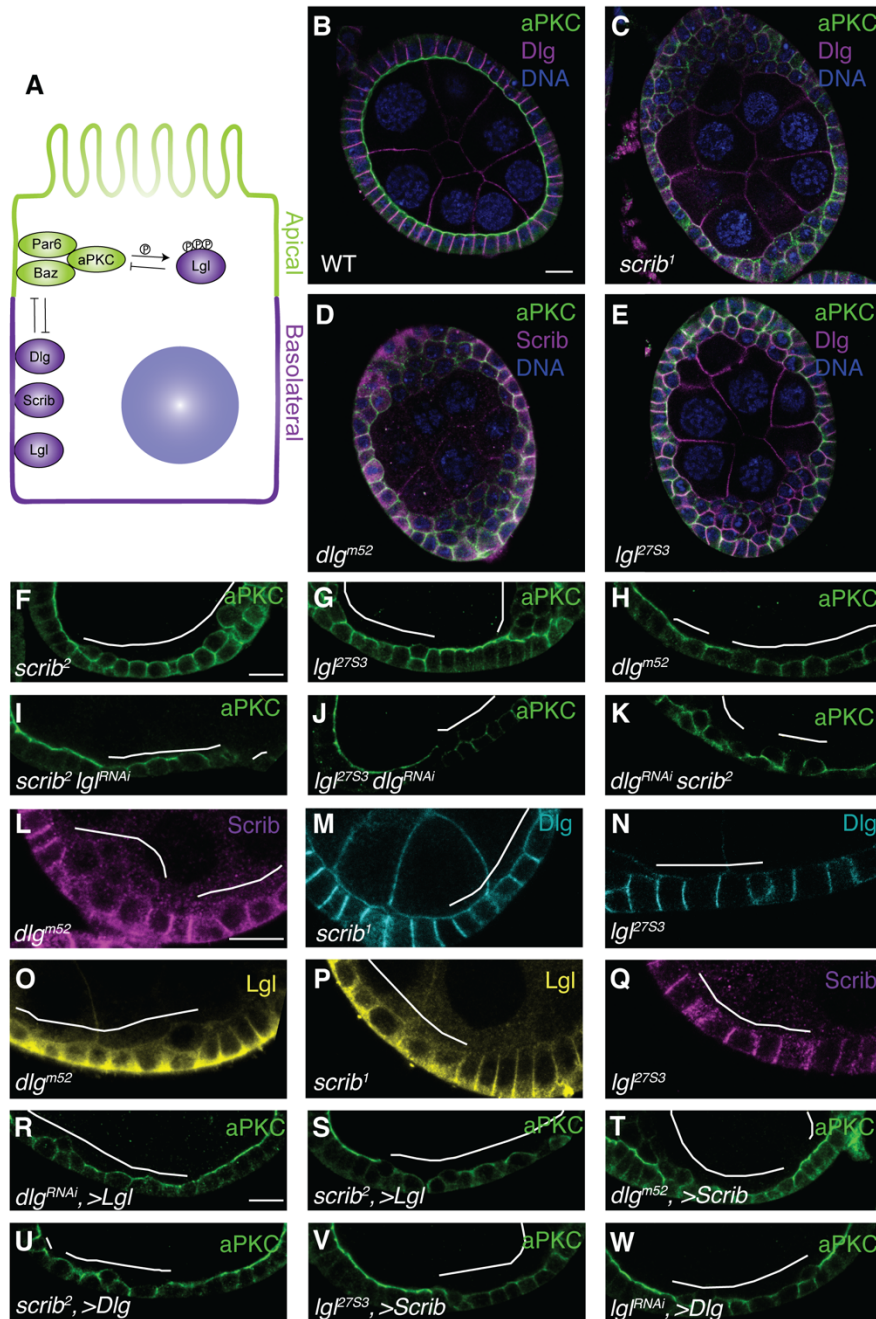 A
Apical
Basolateral
Par6
aPKC
Baz
P
PPP
Lgl
Dlg
Scrib
Lgl
B
aPKC
Dlg
DNA
WT
C
aPKC
Dlg
DNA
scrib1
D
aPKC
Scrib
DNA
dlgm52
E
aPKC
Dlg
DNA
lgl27S3
F
aPKC
scrib2
G
aPKC
lgl27S3
H
aPKC
dlgm52
I
aPKC
scrib2 lglRNAi
J
aPKC
lgl27S3 dlgRNAi
K
aPKC
dlgRNAi scrib2
L
Scrib
dlgm52
M
Dlg
scrib1
N
Dlg
lgl27S3
O
Lgl
dlgm52
P
Lgl
scrib1
Q
Scrib
lgl27S3
R
aPKC
dlgRNAi, >Lgl
S
aPKC
scrib2, >Lgl
T
aPKC
dlgm52, >Scrib
U
aPKC
scrib2, >Dlg
V
aPKC
lgl27S3, >Scrib
W
aPKC
lglRNAi, >Dlg